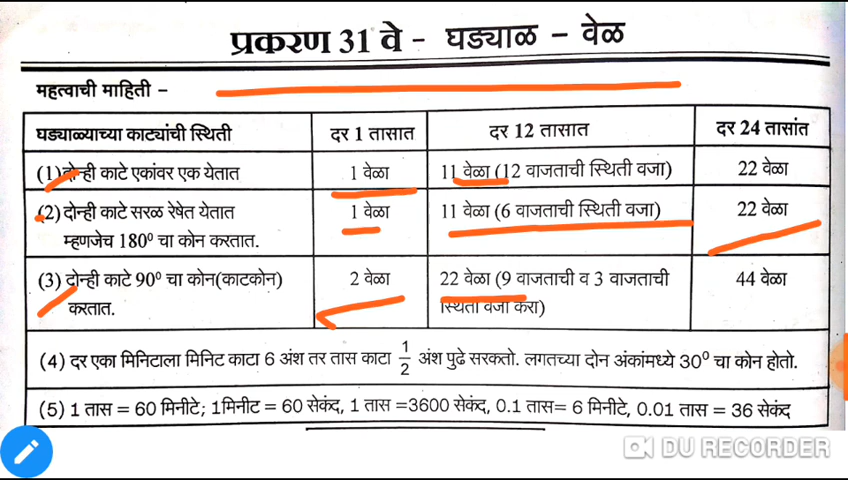 प्रकरण 31 वे - घड्याळ - वेळ
महत्वाची माहिती -
घड्याळ्याच्या काट्यांची स्थिती दर 1 तासात दर 12 तासात दर 24 तासांत
(1) दोन्ही काटे एकांवर एक येतात 1 वेळा 11 वेळा (12 वाजताची स्थिती वजा) 22 वेळा
(2) दोन्ही काटे सरळ रेषेत येतात 1 वेळा 11 वेळा (6 वाजताची स्थिती वजा) 22 वेळा
म्हणजेच 180⁰ चा कोन करतात.
(3) दोन्ही काटे 90⁰ चा कोन(काटकोन) 2 वेळा 22 वेळा (9 वाजताची व 3 वाजताची 44 वेळा
करतात. स्थिती वजा करा)
(4) दर एका मिनिटाला मिनिट काटा 6 अंश तर तास काटा 1/2 अंश पुढे सरकतो. लगतच्या दोन अंकांमध्ये 30⁰ चा कोन होतो.
(5) 1 तास = 60 मिनीटे; 1मिनीट = 60 सेकंद, 1 तास =3600 सेकंद, 0.1 तास= 6 मिनीटे, 0.01 तास = 36 सेकंद
DU RECORDER